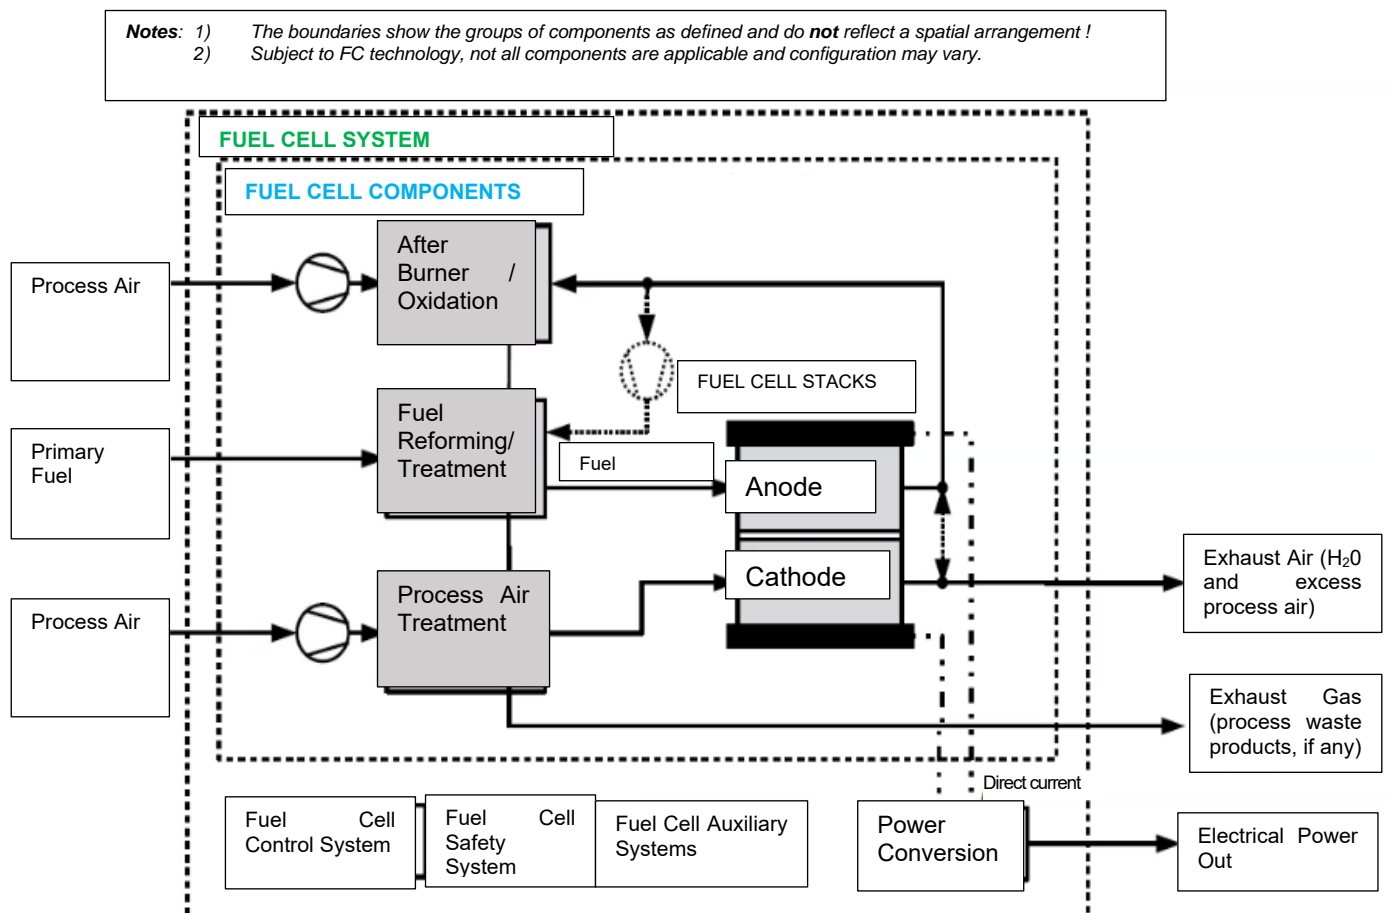 Notes: 1) The boundaries show the groups of components as defined and do not reflect a spatial arrangement !
2) Subject to FC technology, not all components are applicable and configuration may vary.
FUEL CELL SYSTEM
FUEL CELL COMPONENTS
After
Burner /
Oxidation
Process Air
FUEL CELL STACKS
Fuel
Reforming/
Treatment
Primary
Fuel
Fuel
Anode
Cathode
Exhaust Air (H₂0
and excess
process air)
Process Air
Treatment
Process Air
Exhaust Gas
(process waste
products, if any)
Direct current
Fuel Cell
Control System
Fuel Cell
Safety
System
Fuel Cell Auxiliary
Systems
Power
Conversion
Electrical Power
Out